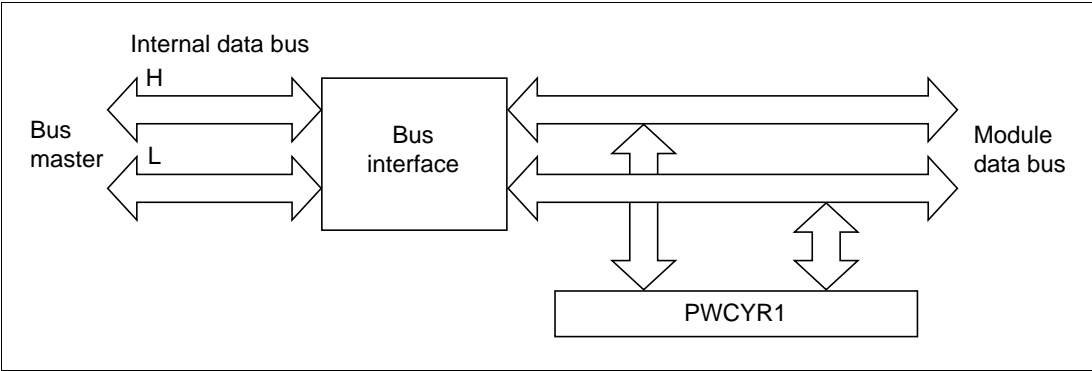 Internal data bus
H
Bus
master
L
Bus
interface
Module
data bus
PWCYR1